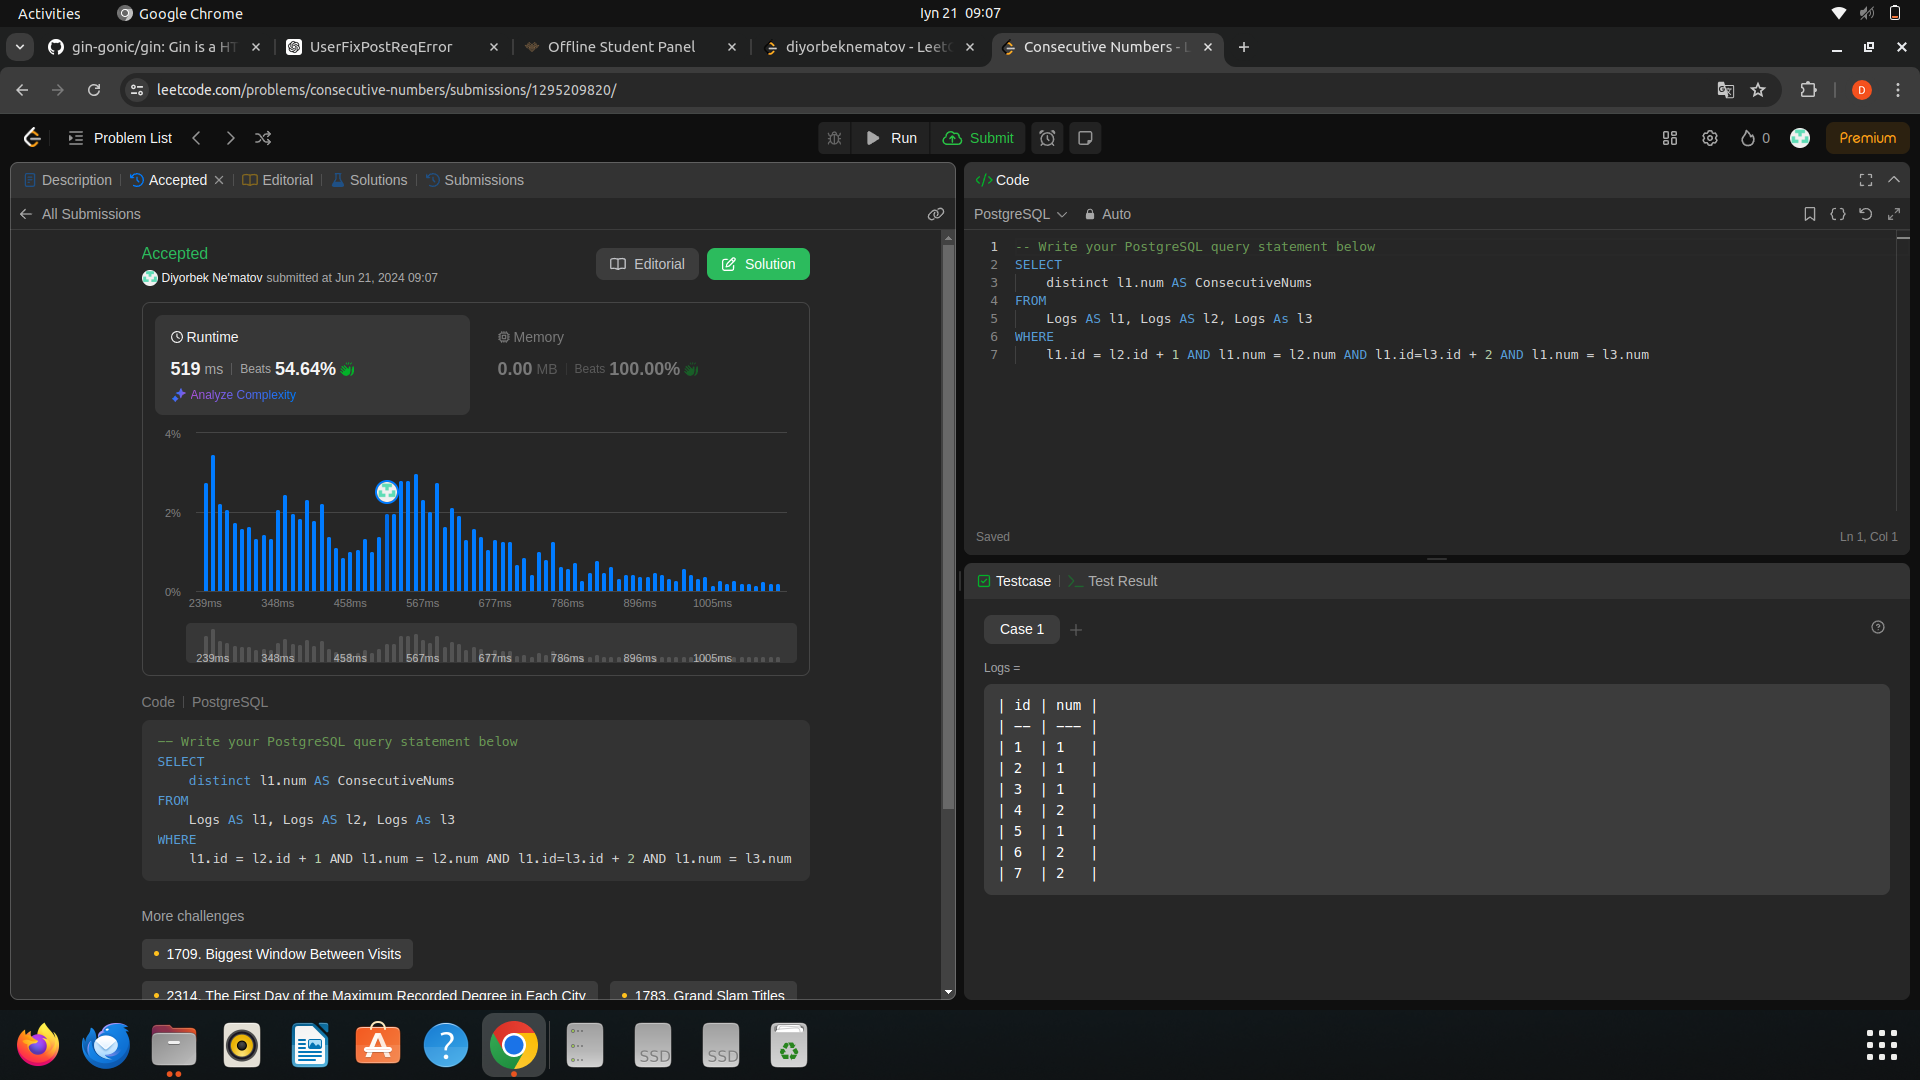 Activities
Google Chrome
Iyn 21  09:07
gin-gonic/gin: Gin is a HT
UserFixPostReqError
Offline Student Panel
diyorbeknematov - LeetC
Consecutive Numbers - L
leetcode.com/problems/consecutive-numbers/submissions/1295209820/
D
Problem List
Run
Submit
0
Premium
Description
Accepted
Editorial
Solutions
Submissions
All Submissions
Accepted
Diyorbek Ne'matov submitted at Jun 21, 2024 09:07
Editorial
Solution
Runtime
519 ms | Beats 54.64%
Analyze Complexity
Memory
0.00 MB | Beats 100.00%
4%
2%
0%
239ms 348ms 458ms 567ms 677ms 786ms 896ms 1005ms
239ms 348ms 458ms 567ms 677ms 786ms 896ms 1005ms
Code | PostgreSQL
-- Write your PostgreSQL query statement below
SELECT
distinct l1.num AS ConsecutiveNums
FROM
Logs AS l1, Logs AS l2, Logs As l3
WHERE
l1.id = l2.id + 1 AND l1.num = l2.num AND l1.id=l3.id + 2 AND l1.num = l3.num
More challenges
1709. Biggest Window Between Visits
2314. The First Day of the Maximum Recorded Degree in Each City
1783. Grand Slam Titles
</> Code
PostgreSQL
Auto
1 -- Write your PostgreSQL query statement below
2 SELECT
3 distinct l1.num AS ConsecutiveNums
4 FROM
5 Logs AS l1, Logs AS l2, Logs As l3
6 WHERE
7 l1.id = l2.id + 1 AND l1.num = l2.num AND l1.id=l3.id + 2 AND l1.num = l3.num
Saved
Ln 1, Col 1
Testcase
Test Result
Case 1
Logs =
| id | num |
| -- | --- |
| 1 | 1 |
| 2 | 1 |
| 3 | 1 |
| 4 | 2 |
| 5 | 1 |
| 6 | 2 |
| 7 | 2 |
SSD
SSD